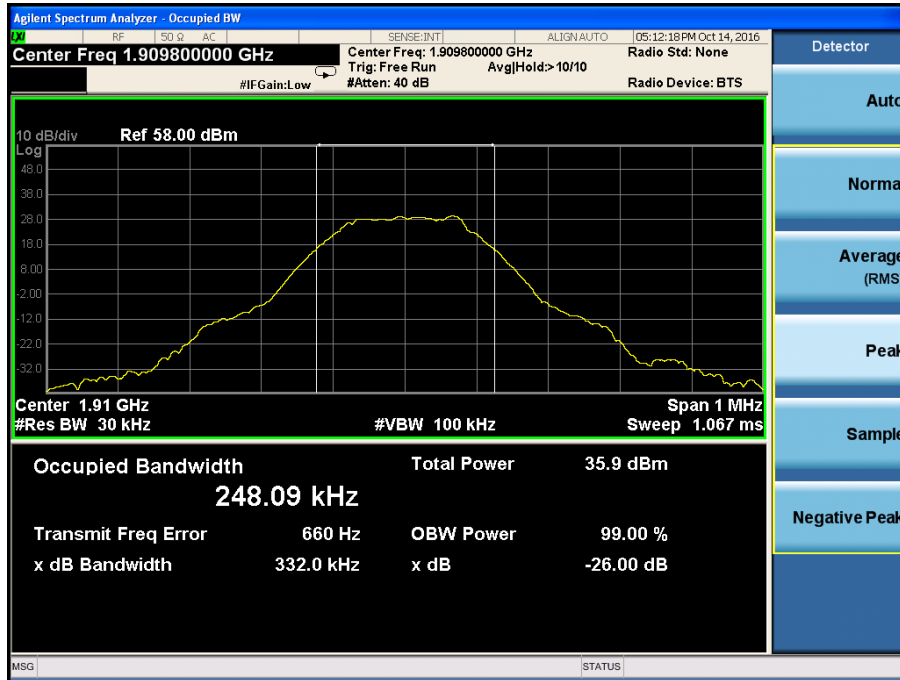 Agilent Spectrum Analyzer - Occupied BW
LXI RF 50 Ω AC SENSE:INT ALIGN AUTO 05:12:18 PM Oct 14, 2016
Center Freq 1.909800000 GHz
Center Freq: 1.909800000 GHz Radio Std: None
Trig: Free Run Avg|Hold:>10/10
#IFGain:Low #Atten: 40 dB Radio Device: BTS
10 dB/div Ref 58.00 dBm
Log
48.0
38.0
28.0
18.0
8.00
-2.00
-12.0
-22.0
-32.0
Center 1.91 GHz Span 1 MHz
#Res BW 30 kHz #VBW 100 kHz Sweep 1.067 ms
Occupied Bandwidth Total Power 35.9 dBm
248.09 kHz
Transmit Freq Error 660 Hz OBW Power 99.00 %
x dB Bandwidth 332.0 kHz x dB -26.00 dB
MSG STATUS
Detector
Auto
Norma
Average
(RMS
Peak
Sample
Negative Peak